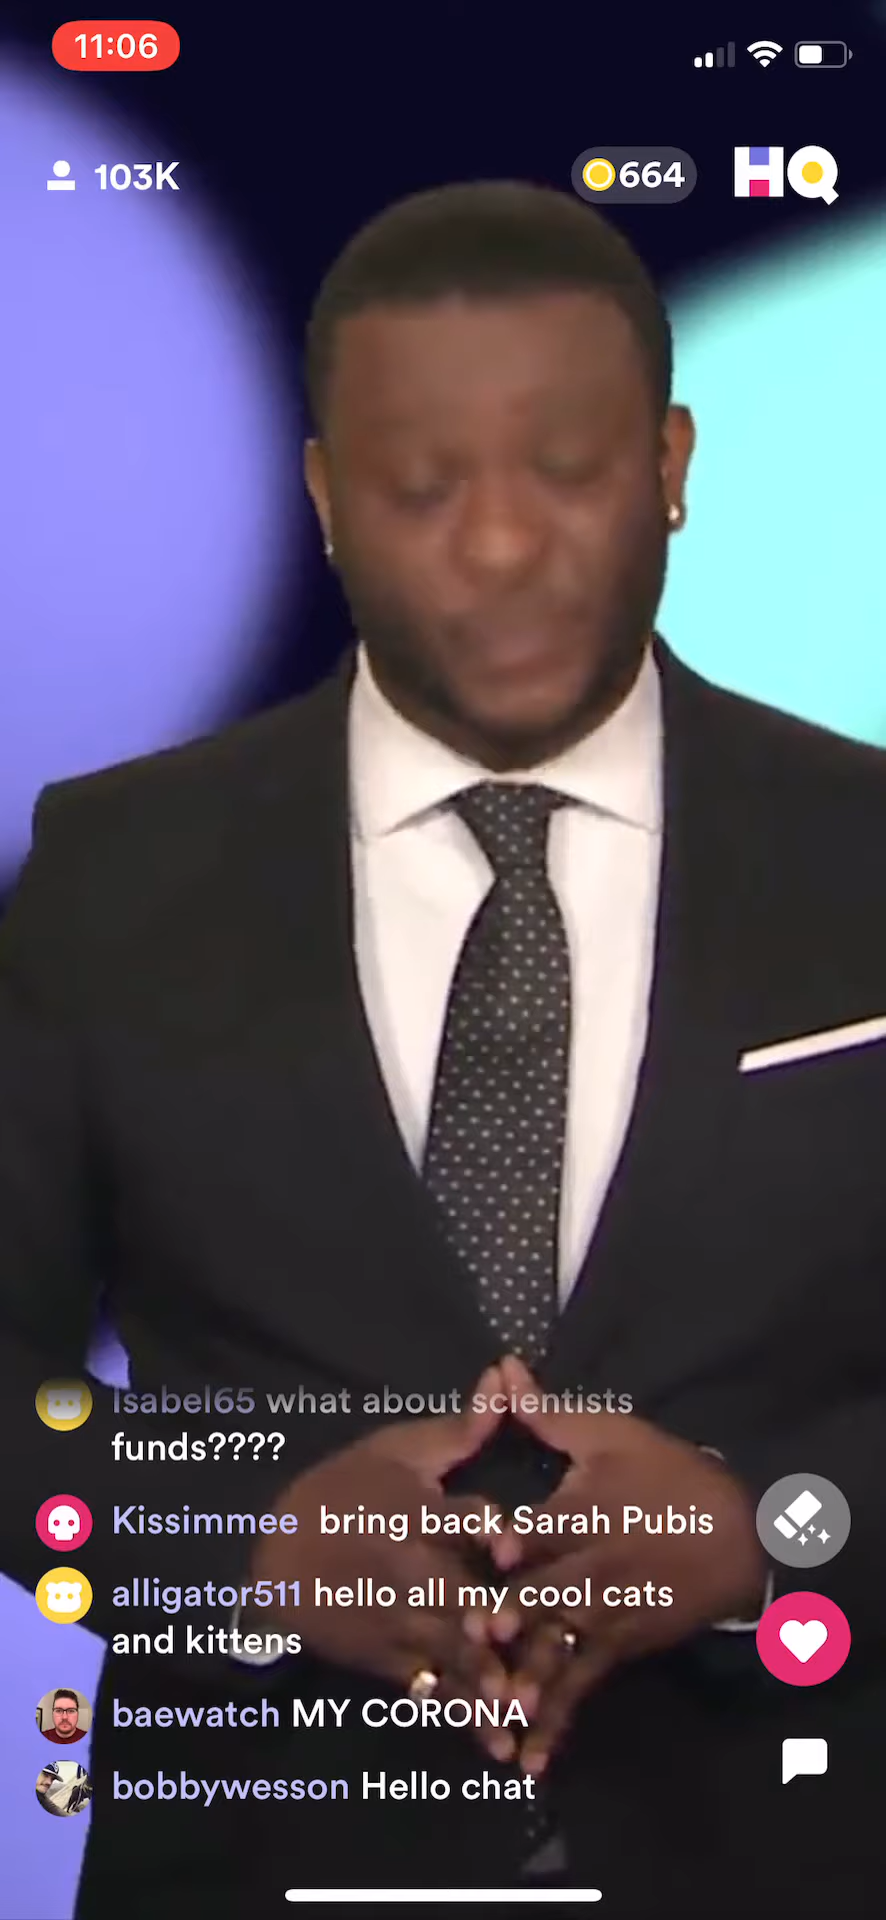 11:06
103K
664
HQ
Isabel65 what about scientists
funds????
Kissimmee bring back Sarah Pubis
alligator511 hello all my cool cats
and kittens
baewatch MY CORONA
bobbywesson Hello chat